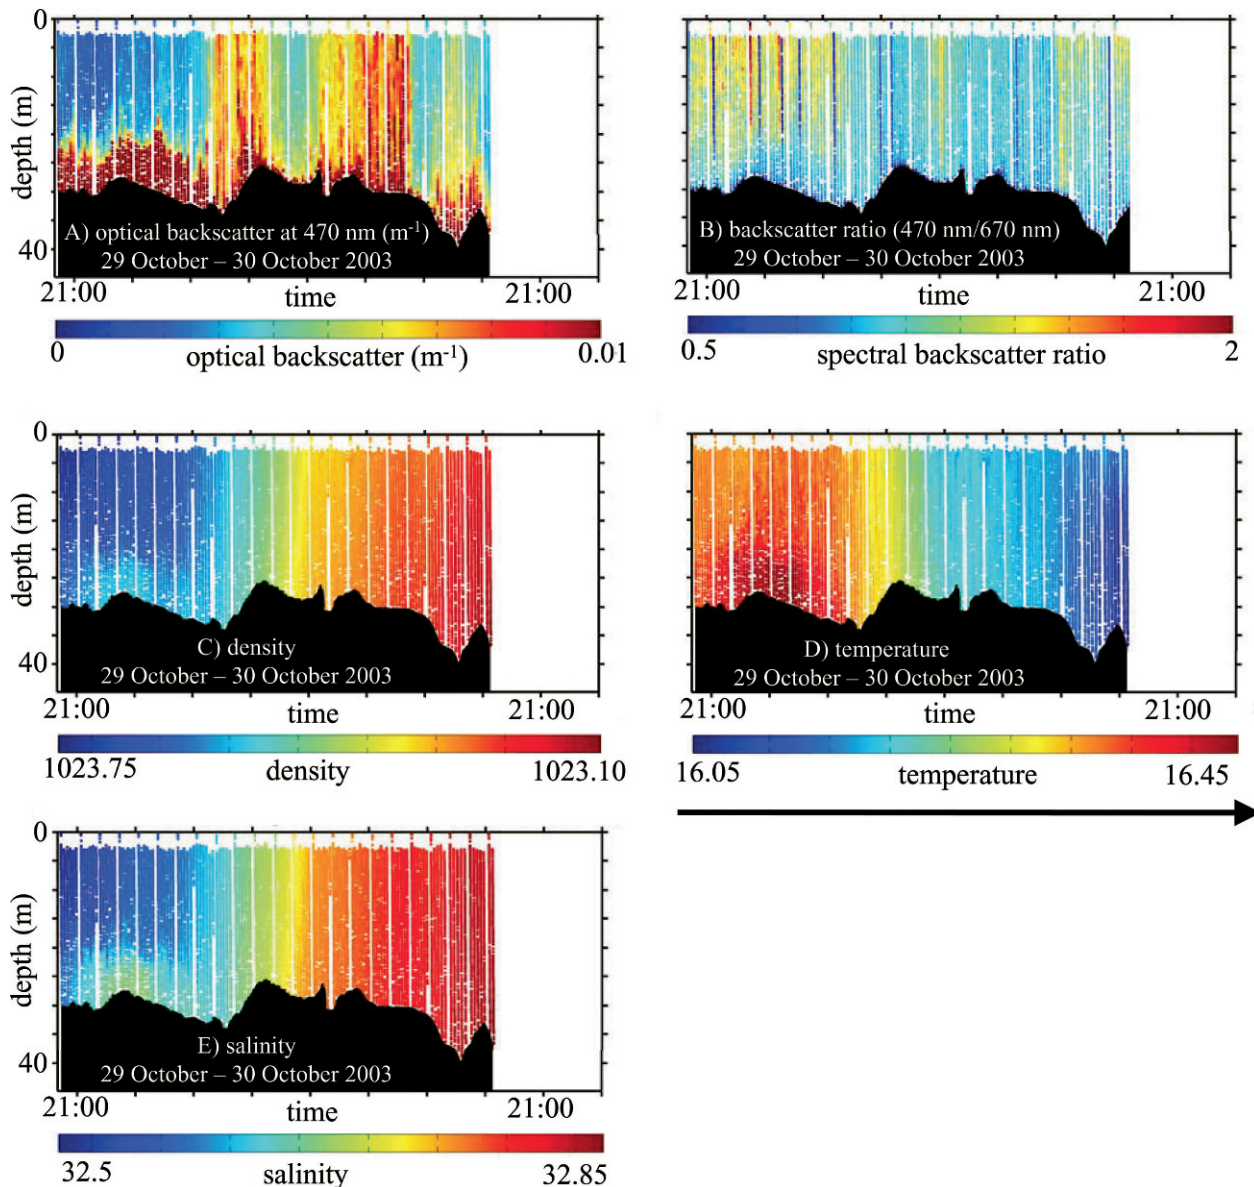 0
depth (m)
40
A) optical backscatter at 470 nm (m⁻¹)
29 October – 30 October 2003
21:00
time
21:00
0
optical backscatter (m⁻¹)
0.01
B) backscatter ratio (470 nm/670 nm)
29 October – 30 October 2003
21:00
time
21:00
0.5
spectral backscatter ratio
2
0
depth (m)
40
C) density
29 October – 30 October 2003
21:00
time
21:00
1023.75
density
1023.10
D) temperature
29 October – 30 October 2003
21:00
time
21:00
16.05
temperature
16.45
0
depth (m)
40
E) salinity
29 October – 30 October 2003
21:00
time
21:00
32.5
salinity
32.85